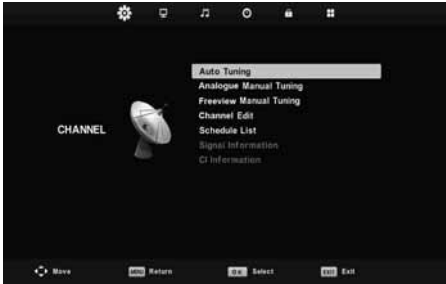 Auto Tuning
Analogue Manual Tuning
Freeview Manual Tuning
Channel Edit
CHANNEL
Schedule List
Signal Information
CI Information
Move
MENU Return
OK Select
EXIT Exit